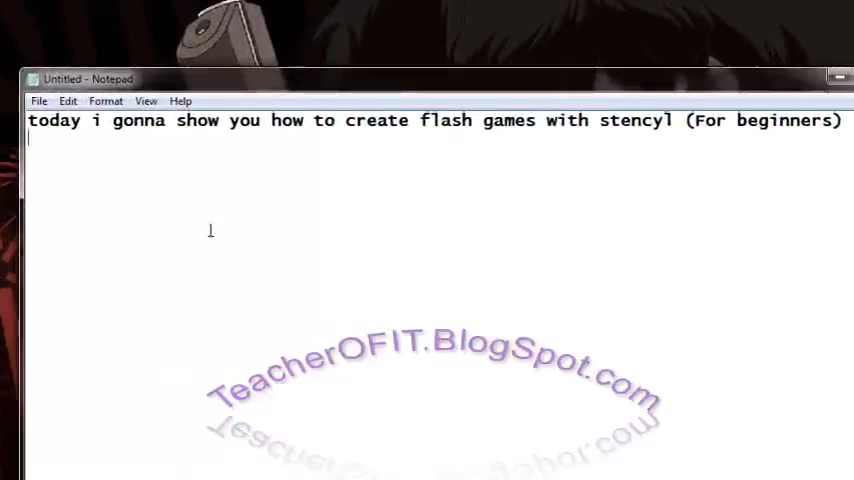 Untitled - Notepad
File Edit Format View Help
today i gonna show you how to create flash games with stencyl (For beginners)
TeacherOFIT.BlogSpot.com